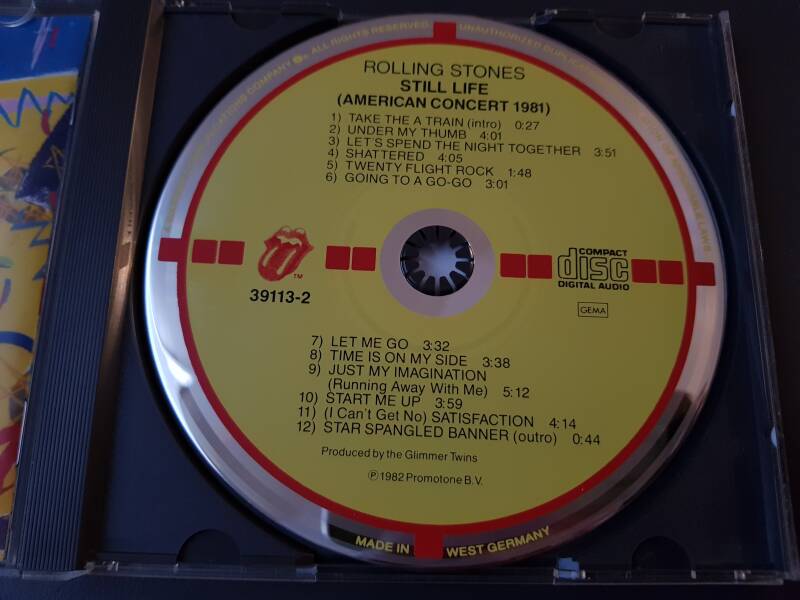 ALL RIGHTS RESERVED
UNAUTHORIZED DUPLICATION
ROLLING STONES
STILL LIFE
(AMERICAN CONCERT 1981)
1) TAKE THE A TRAIN (intro) 0:27
2) UNDER MY THUMB 4:01
3) LET'S SPEND THE NIGHT TOGETHER 3:51
4) SHATTERED 4:05
5) TWENTY FLIGHT ROCK 1:48
6) GOING TO A GO-GO 3:01
TM
COMPACT
disc
DIGITAL AUDIO
39113-2
GEMA
7) LET ME GO 3:32
8) TIME IS ON MY SIDE 3:38
9) JUST MY IMAGINATION
(Running Away With Me) 5:12
10) START ME UP 3:59
11) (I Can't Get No) SATISFACTION 4:14
12) STAR SPANGLED BANNER (outro) 0:44
Produced by the Glimmer Twins
Ⓟ1982 Promotone B.V.
MADE IN WEST GERMANY